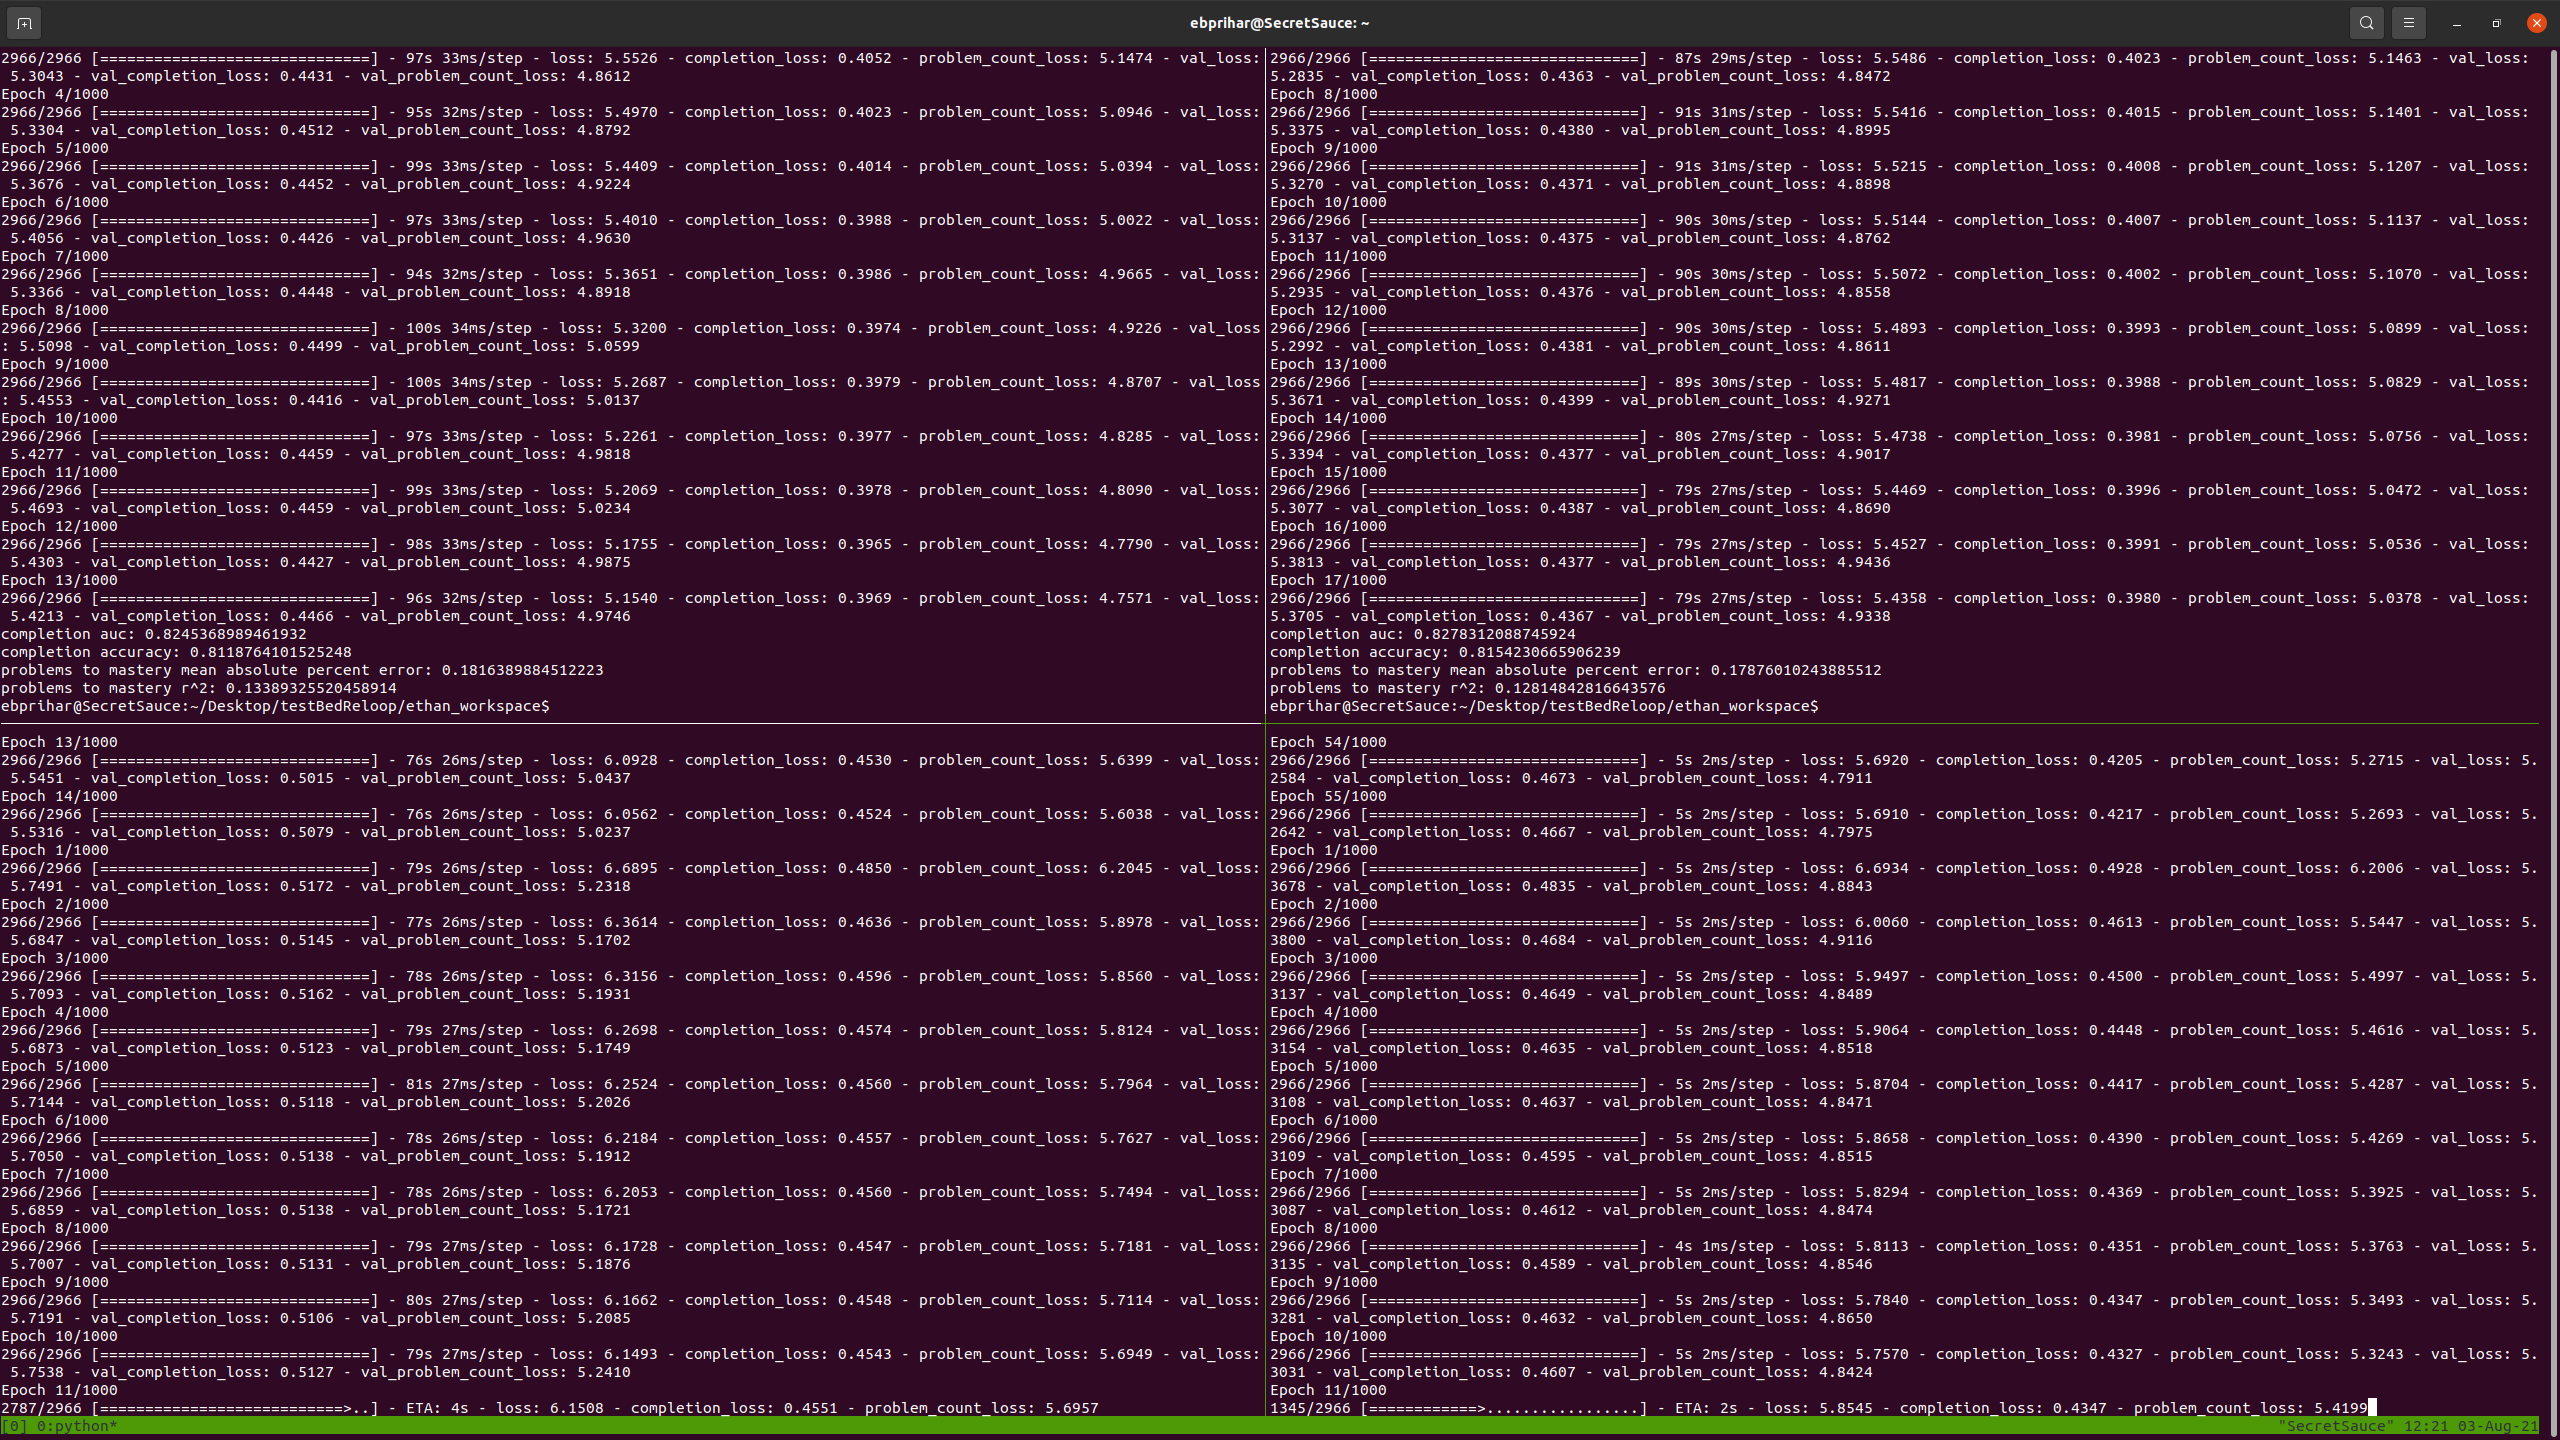 ebprihar@SecretSauce: ~
2966/2966 [==============================] - 97s 33ms/step - loss: 5.5526 - completion_loss: 0.4052 - problem_count_loss: 5.1474 - val_loss:
 5.3043 - val_completion_loss: 0.4431 - val_problem_count_loss: 4.8612
Epoch 4/1000
2966/2966 [==============================] - 95s 32ms/step - loss: 5.4970 - completion_loss: 0.4023 - problem_count_loss: 5.0946 - val_loss:
 5.3304 - val_completion_loss: 0.4512 - val_problem_count_loss: 4.8792
Epoch 5/1000
2966/2966 [==============================] - 99s 33ms/step - loss: 5.4409 - completion_loss: 0.4014 - problem_count_loss: 5.0394 - val_loss:
 5.3676 - val_completion_loss: 0.4452 - val_problem_count_loss: 4.9224
Epoch 6/1000
2966/2966 [==============================] - 97s 33ms/step - loss: 5.4010 - completion_loss: 0.3988 - problem_count_loss: 5.0022 - val_loss:
 5.4056 - val_completion_loss: 0.4426 - val_problem_count_loss: 4.9630
Epoch 7/1000
2966/2966 [==============================] - 94s 32ms/step - loss: 5.3651 - completion_loss: 0.3986 - problem_count_loss: 4.9665 - val_loss:
 5.3366 - val_completion_loss: 0.4448 - val_problem_count_loss: 4.8918
Epoch 8/1000
2966/2966 [==============================] - 100s 34ms/step - loss: 5.3200 - completion_loss: 0.3974 - problem_count_loss: 4.9226 - val_loss
: 5.5098 - val_completion_loss: 0.4499 - val_problem_count_loss: 5.0599
Epoch 9/1000
2966/2966 [==============================] - 100s 34ms/step - loss: 5.2687 - completion_loss: 0.3979 - problem_count_loss: 4.8707 - val_loss
: 5.4553 - val_completion_loss: 0.4416 - val_problem_count_loss: 5.0137
Epoch 10/1000
2966/2966 [==============================] - 97s 33ms/step - loss: 5.2261 - completion_loss: 0.3977 - problem_count_loss: 4.8285 - val_loss:
 5.4277 - val_completion_loss: 0.4459 - val_problem_count_loss: 4.9818
Epoch 11/1000
2966/2966 [==============================] - 99s 33ms/step - loss: 5.2069 - completion_loss: 0.3978 - problem_count_loss: 4.8090 - val_loss:
 5.4693 - val_completion_loss: 0.4459 - val_problem_count_loss: 5.0234
Epoch 12/1000
2966/2966 [==============================] - 98s 33ms/step - loss: 5.1755 - completion_loss: 0.3965 - problem_count_loss: 4.7790 - val_loss:
 5.4303 - val_completion_loss: 0.4427 - val_problem_count_loss: 4.9875
Epoch 13/1000
2966/2966 [==============================] - 96s 32ms/step - loss: 5.1540 - completion_loss: 0.3969 - problem_count_loss: 4.7571 - val_loss:
 5.4213 - val_completion_loss: 0.4466 - val_problem_count_loss: 4.9746
completion auc: 0.8245368989461932
completion accuracy: 0.8118764101525248
problems to mastery mean absolute percent error: 0.1816389884512223
problems to mastery r^2: 0.13389325520458914
ebprihar@SecretSauce:~/Desktop/testBedReloop/ethan_workspace$
2966/2966 [==============================] - 87s 29ms/step - loss: 5.5486 - completion_loss: 0.4023 - problem_count_loss: 5.1463 - val_loss:
5.2835 - val_completion_loss: 0.4363 - val_problem_count_loss: 4.8472
Epoch 8/1000
2966/2966 [==============================] - 91s 31ms/step - loss: 5.5416 - completion_loss: 0.4015 - problem_count_loss: 5.1401 - val_loss:
5.3375 - val_completion_loss: 0.4380 - val_problem_count_loss: 4.8995
Epoch 9/1000
2966/2966 [==============================] - 91s 31ms/step - loss: 5.5215 - completion_loss: 0.4008 - problem_count_loss: 5.1207 - val_loss:
5.3270 - val_completion_loss: 0.4371 - val_problem_count_loss: 4.8898
Epoch 10/1000
2966/2966 [==============================] - 90s 30ms/step - loss: 5.5144 - completion_loss: 0.4007 - problem_count_loss: 5.1137 - val_loss:
5.3137 - val_completion_loss: 0.4375 - val_problem_count_loss: 4.8762
Epoch 11/1000
2966/2966 [==============================] - 90s 30ms/step - loss: 5.5072 - completion_loss: 0.4002 - problem_count_loss: 5.1070 - val_loss:
5.2935 - val_completion_loss: 0.4376 - val_problem_count_loss: 4.8558
Epoch 12/1000
2966/2966 [==============================] - 90s 30ms/step - loss: 5.4893 - completion_loss: 0.3993 - problem_count_loss: 5.0899 - val_loss:
5.2992 - val_completion_loss: 0.4381 - val_problem_count_loss: 4.8611
Epoch 13/1000
2966/2966 [==============================] - 89s 30ms/step - loss: 5.4817 - completion_loss: 0.3988 - problem_count_loss: 5.0829 - val_loss:
5.3671 - val_completion_loss: 0.4399 - val_problem_count_loss: 4.9271
Epoch 14/1000
2966/2966 [==============================] - 80s 27ms/step - loss: 5.4738 - completion_loss: 0.3981 - problem_count_loss: 5.0756 - val_loss:
5.3394 - val_completion_loss: 0.4377 - val_problem_count_loss: 4.9017
Epoch 15/1000
2966/2966 [==============================] - 79s 27ms/step - loss: 5.4469 - completion_loss: 0.3996 - problem_count_loss: 5.0472 - val_loss:
5.3077 - val_completion_loss: 0.4387 - val_problem_count_loss: 4.8690
Epoch 16/1000
2966/2966 [==============================] - 79s 27ms/step - loss: 5.4527 - completion_loss: 0.3991 - problem_count_loss: 5.0536 - val_loss:
5.3813 - val_completion_loss: 0.4377 - val_problem_count_loss: 4.9436
Epoch 17/1000
2966/2966 [==============================] - 79s 27ms/step - loss: 5.4358 - completion_loss: 0.3980 - problem_count_loss: 5.0378 - val_loss:
5.3705 - val_completion_loss: 0.4367 - val_problem_count_loss: 4.9338
completion auc: 0.8278312088745924
completion accuracy: 0.8154230665906239
problems to mastery mean absolute percent error: 0.17876010243885512
problems to mastery r^2: 0.12814842816643576
ebprihar@SecretSauce:~/Desktop/testBedReloop/ethan_workspace$
Epoch 13/1000
2966/2966 [==============================] - 76s 26ms/step - loss: 6.0928 - completion_loss: 0.4530 - problem_count_loss: 5.6399 - val_loss:
 5.5451 - val_completion_loss: 0.5015 - val_problem_count_loss: 5.0437
Epoch 14/1000
2966/2966 [==============================] - 76s 26ms/step - loss: 6.0562 - completion_loss: 0.4524 - problem_count_loss: 5.6038 - val_loss:
 5.5316 - val_completion_loss: 0.5079 - val_problem_count_loss: 5.0237
Epoch 1/1000
2966/2966 [==============================] - 79s 26ms/step - loss: 6.6895 - completion_loss: 0.4850 - problem_count_loss: 6.2045 - val_loss:
 5.7491 - val_completion_loss: 0.5172 - val_problem_count_loss: 5.2318
Epoch 2/1000
2966/2966 [==============================] - 77s 26ms/step - loss: 6.3614 - completion_loss: 0.4636 - problem_count_loss: 5.8978 - val_loss:
 5.6847 - val_completion_loss: 0.5145 - val_problem_count_loss: 5.1702
Epoch 3/1000
2966/2966 [==============================] - 78s 26ms/step - loss: 6.3156 - completion_loss: 0.4596 - problem_count_loss: 5.8560 - val_loss:
 5.7093 - val_completion_loss: 0.5162 - val_problem_count_loss: 5.1931
Epoch 4/1000
2966/2966 [==============================] - 79s 27ms/step - loss: 6.2698 - completion_loss: 0.4574 - problem_count_loss: 5.8124 - val_loss:
 5.6873 - val_completion_loss: 0.5123 - val_problem_count_loss: 5.1749
Epoch 5/1000
2966/2966 [==============================] - 81s 27ms/step - loss: 6.2524 - completion_loss: 0.4560 - problem_count_loss: 5.7964 - val_loss:
 5.7144 - val_completion_loss: 0.5118 - val_problem_count_loss: 5.2026
Epoch 6/1000
2966/2966 [==============================] - 78s 26ms/step - loss: 6.2184 - completion_loss: 0.4557 - problem_count_loss: 5.7627 - val_loss:
 5.7050 - val_completion_loss: 0.5138 - val_problem_count_loss: 5.1912
Epoch 7/1000
2966/2966 [==============================] - 78s 26ms/step - loss: 6.2053 - completion_loss: 0.4560 - problem_count_loss: 5.7494 - val_loss:
 5.6859 - val_completion_loss: 0.5138 - val_problem_count_loss: 5.1721
Epoch 8/1000
2966/2966 [==============================] - 79s 27ms/step - loss: 6.1728 - completion_loss: 0.4547 - problem_count_loss: 5.7181 - val_loss:
 5.7007 - val_completion_loss: 0.5131 - val_problem_count_loss: 5.1876
Epoch 9/1000
2966/2966 [==============================] - 80s 27ms/step - loss: 6.1662 - completion_loss: 0.4548 - problem_count_loss: 5.7114 - val_loss:
 5.7191 - val_completion_loss: 0.5106 - val_problem_count_loss: 5.2085
Epoch 10/1000
2966/2966 [==============================] - 79s 27ms/step - loss: 6.1493 - completion_loss: 0.4543 - problem_count_loss: 5.6949 - val_loss:
 5.7538 - val_completion_loss: 0.5127 - val_problem_count_loss: 5.2410
Epoch 11/1000
2787/2966 [===========================>..] - ETA: 4s - loss: 6.1508 - completion_loss: 0.4551 - problem_count_loss: 5.6957
Epoch 54/1000
2966/2966 [==============================] - 5s 2ms/step - loss: 5.6920 - completion_loss: 0.4205 - problem_count_loss: 5.2715 - val_loss: 5.
2584 - val_completion_loss: 0.4673 - val_problem_count_loss: 4.7911
Epoch 55/1000
2966/2966 [==============================] - 5s 2ms/step - loss: 5.6910 - completion_loss: 0.4217 - problem_count_loss: 5.2693 - val_loss: 5.
2642 - val_completion_loss: 0.4667 - val_problem_count_loss: 4.7975
Epoch 1/1000
2966/2966 [==============================] - 5s 2ms/step - loss: 6.6934 - completion_loss: 0.4928 - problem_count_loss: 6.2006 - val_loss: 5.
3678 - val_completion_loss: 0.4835 - val_problem_count_loss: 4.8843
Epoch 2/1000
2966/2966 [==============================] - 5s 2ms/step - loss: 6.0060 - completion_loss: 0.4613 - problem_count_loss: 5.5447 - val_loss: 5.
3800 - val_completion_loss: 0.4684 - val_problem_count_loss: 4.9116
Epoch 3/1000
2966/2966 [==============================] - 5s 2ms/step - loss: 5.9497 - completion_loss: 0.4500 - problem_count_loss: 5.4997 - val_loss: 5.
3137 - val_completion_loss: 0.4649 - val_problem_count_loss: 4.8489
Epoch 4/1000
2966/2966 [==============================] - 5s 2ms/step - loss: 5.9064 - completion_loss: 0.4448 - problem_count_loss: 5.4616 - val_loss: 5.
3154 - val_completion_loss: 0.4635 - val_problem_count_loss: 4.8518
Epoch 5/1000
2966/2966 [==============================] - 5s 2ms/step - loss: 5.8704 - completion_loss: 0.4417 - problem_count_loss: 5.4287 - val_loss: 5.
3108 - val_completion_loss: 0.4637 - val_problem_count_loss: 4.8471
Epoch 6/1000
2966/2966 [==============================] - 5s 2ms/step - loss: 5.8658 - completion_loss: 0.4390 - problem_count_loss: 5.4269 - val_loss: 5.
3109 - val_completion_loss: 0.4595 - val_problem_count_loss: 4.8515
Epoch 7/1000
2966/2966 [==============================] - 5s 2ms/step - loss: 5.8294 - completion_loss: 0.4369 - problem_count_loss: 5.3925 - val_loss: 5.
3087 - val_completion_loss: 0.4612 - val_problem_count_loss: 4.8474
Epoch 8/1000
2966/2966 [==============================] - 4s 1ms/step - loss: 5.8113 - completion_loss: 0.4351 - problem_count_loss: 5.3763 - val_loss: 5.
3135 - val_completion_loss: 0.4589 - val_problem_count_loss: 4.8546
Epoch 9/1000
2966/2966 [==============================] - 5s 2ms/step - loss: 5.7840 - completion_loss: 0.4347 - problem_count_loss: 5.3493 - val_loss: 5.
3281 - val_completion_loss: 0.4632 - val_problem_count_loss: 4.8650
Epoch 10/1000
2966/2966 [==============================] - 5s 2ms/step - loss: 5.7570 - completion_loss: 0.4327 - problem_count_loss: 5.3243 - val_loss: 5.
3031 - val_completion_loss: 0.4607 - val_problem_count_loss: 4.8424
Epoch 11/1000
1345/2966 [============>.................] - ETA: 2s - loss: 5.8545 - completion_loss: 0.4347 - problem_count_loss: 5.4199
[0] 0:python* "SecretSauce" 12:21 03-Aug-21